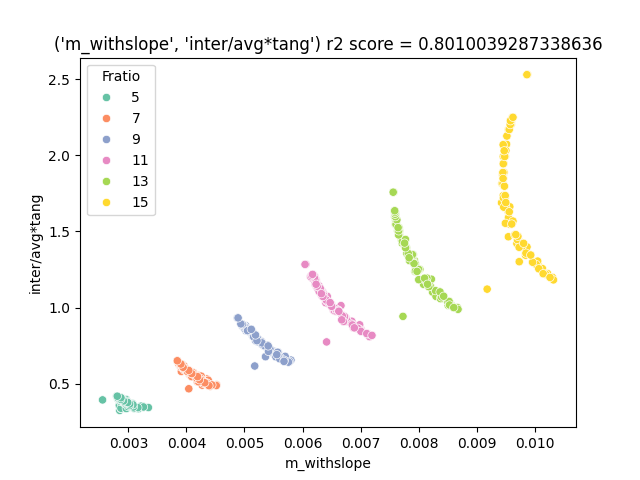 ('m_withslope', 'inter/avg*tang') r2 score = 0.8010039287338636
Fratio
5
7
9
11
13
15
2.5
2.0
1.5
1.0
0.5
inter/avg*tang
0.003 0.004 0.005 0.006 0.007 0.008 0.009 0.010
m_withslope